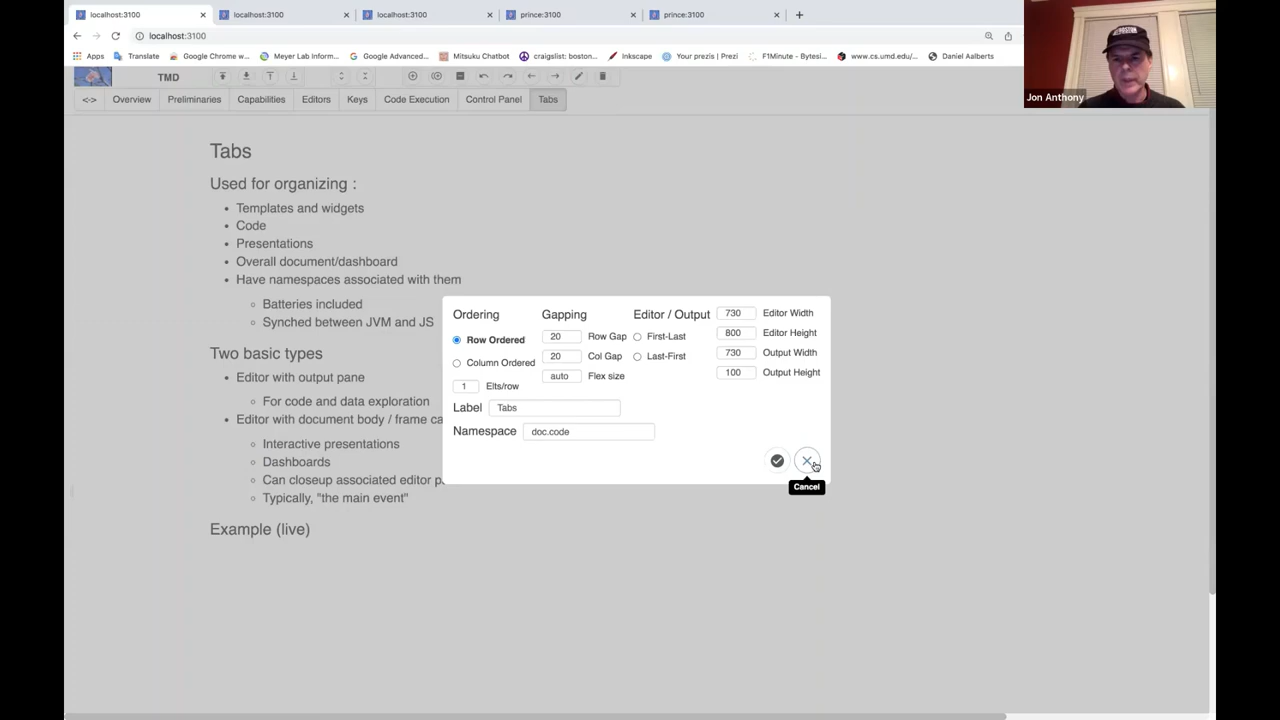 localhost:3100
localhost:3100
localhost:3100
prince:3100
prince:3100
localhost:3100
Apps
Translate
Google Chrome w...
Meyer Lab Inform...
Google Advanced...
Mitsuku Chatbot
craigslist: boston...
Inkscape
Your prezis | Prezi
F1Minute - Bytesi...
www.cs.umd.edu/...
Daniel Aalberts
Jon Anthony
TMD
<-> Overview Preliminaries Capabilities Editors Keys Code Execution Control Panel Tabs
Tabs
Used for organizing :
Templates and widgets
Code
Presentations
Overall document/dashboard
Have namespaces associated with them
Batteries included
Synched between JVM and JS
Two basic types
Editor with output pane
For code and data exploration
Editor with document body / frame ca
Interactive presentations
Dashboards
Can closeup associated editor p
Typically, "the main event"
Example (live)
Ordering Gapping Editor / Output 730 Editor Width
Row Ordered 20 Row Gap First-Last 800 Editor Height
Column Ordered 20 Col Gap Last-First 730 Output Width
1 Elts/row auto Flex size 100 Output Height
Label Tabs
Namespace doc.code
Cancel